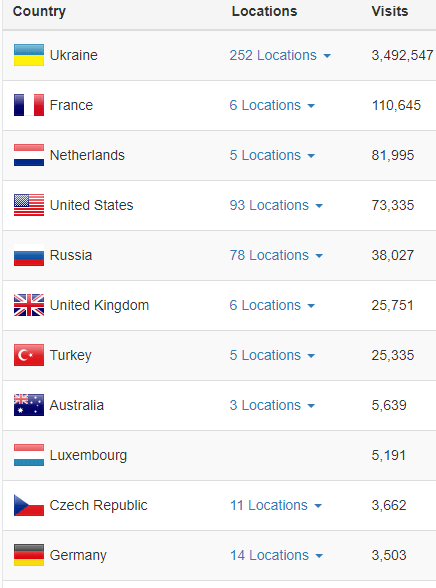 Country Locations Visits
Ukraine 252 Locations 3,492,547
France 6 Locations 110,645
Netherlands 5 Locations 81,995
United States 93 Locations 73,335
Russia 78 Locations 38,027
United Kingdom 6 Locations 25,751
Turkey 5 Locations 25,335
Australia 3 Locations 5,639
Luxembourg 5,191
Czech Republic 11 Locations 3,662
Germany 14 Locations 3,503